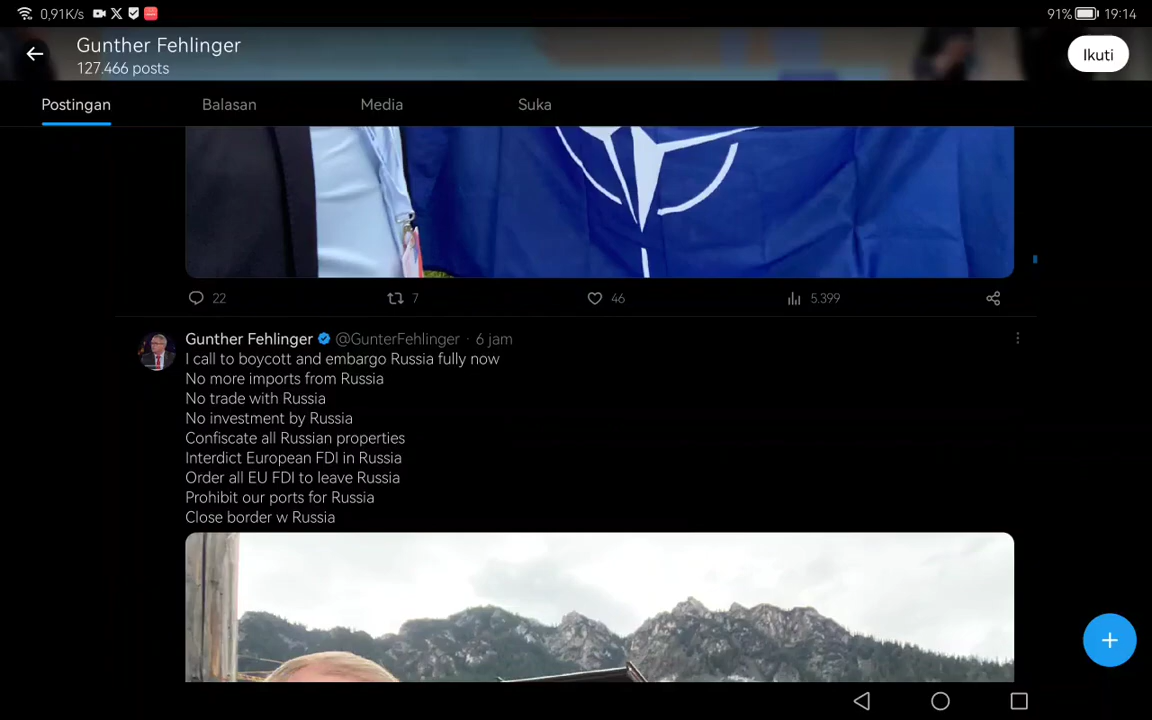 0,91K/s
91% 19:14
Gunther Fehlinger
127.466 posts
Ikuti
Postingan Balasan Media Suka
22 7 46 5.399
Gunther Fehlinger @GunterFehlinger · 6 jam
I call to boycott and embargo Russia fully now
No more imports from Russia
No trade with Russia
No investment by Russia
Confiscate all Russian properties
Interdict European FDI in Russia
Order all EU FDI to leave Russia
Prohibit our ports for Russia
Close border w Russia